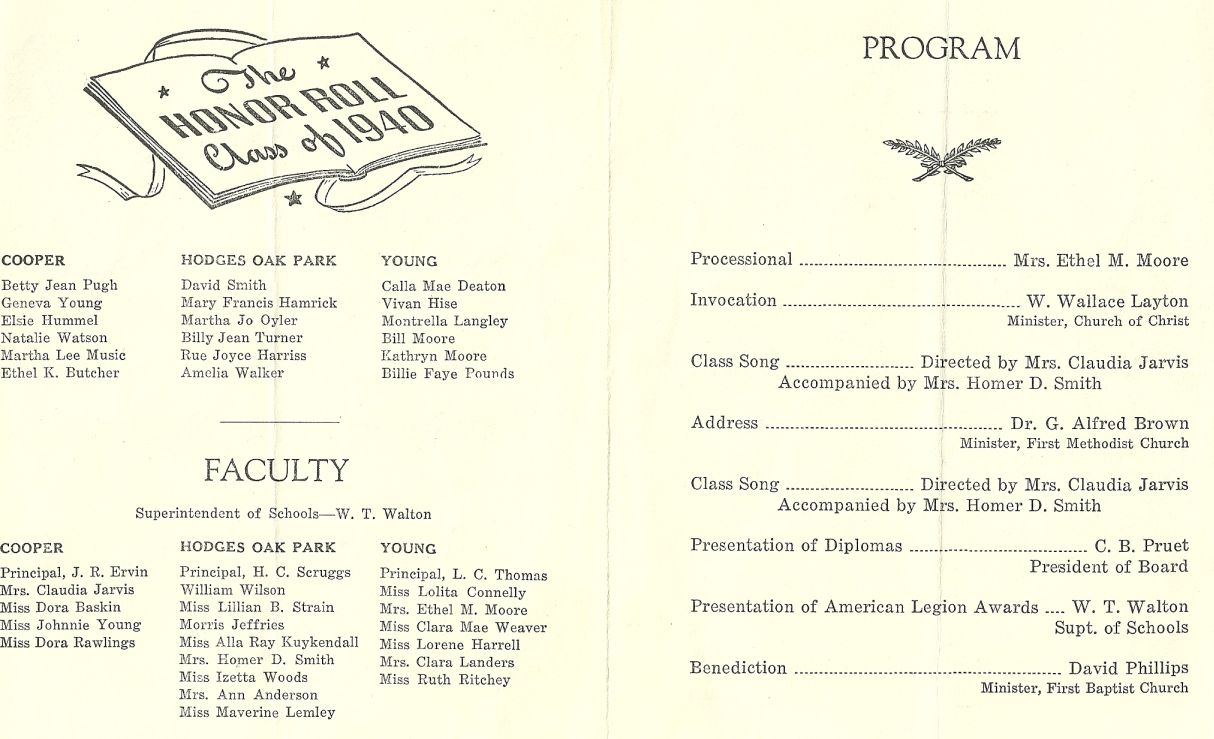 The
HONOR ROLL
Class of 1940
COOPER
Betty Jean Pugh
Geneva Young
Elsie Hummel
Natalie Watson
Martha Lee Music
Ethel K. Butcher
HODGES OAK PARK
David Smith
Mary Francis Hamrick
Martha Jo Oyler
Billy Jean Turner
Rue Joyce Harriss
Amelia Walker
YOUNG
Calla Mae Deaton
Vivan Hise
Montrella Langley
Bill Moore
Kathryn Moore
Billie Faye Pounds
FACULTY
Superintendent of Schools—W. T. Walton
COOPER
Principal, J. R. Ervin
Mrs. Claudia Jarvis
Miss Dora Baskin
Miss Johnnie Young
Miss Dora Rawlings
HODGES OAK PARK
Principal, H. C. Scruggs
William Wilson
Miss Lillian B. Strain
Morris Jeffries
Miss Alla Ray Kuykendall
Mrs. Homer D. Smith
Miss Izetta Woods
Mrs. Ann Anderson
Miss Maverine Lemley
YOUNG
Principal, L. C. Thomas
Miss Lolita Connelly
Mrs. Ethel M. Moore
Miss Clara Mae Weaver
Miss Lorene Harrell
Mrs. Clara Landers
Miss Ruth Ritchey
PROGRAM
Processional ........ Mrs. Ethel M. Moore
Invocation ........ W. Wallace Layton
Minister, Church of Christ
Class Song ........ Directed by Mrs. Claudia Jarvis
Accompanied by Mrs. Homer D. Smith
Address ........ Dr. G. Alfred Brown
Minister, First Methodist Church
Class Song ........ Directed by Mrs. Claudia Jarvis
Accompanied by Mrs. Homer D. Smith
Presentation of Diplomas ........ C. B. Pruet
President of Board
Presentation of American Legion Awards .... W. T. Walton
Supt. of Schools
Benediction ........ David Phillips
Minister, First Baptist Church